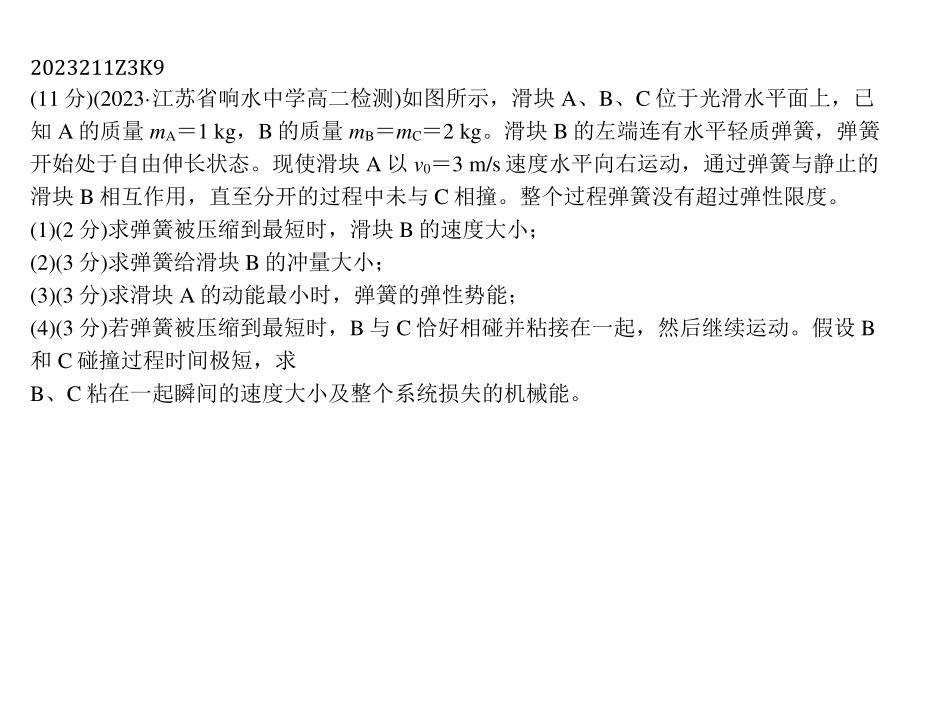 2023211Z3K9
(11 分)(2023·江苏省响水中学高二检测)如图所示，滑块 A、B、C 位于光滑水平面上，已
知 A 的质量 mA＝1 kg，B 的质量 mB＝mC＝2 kg。滑块 B 的左端连有水平轻质弹簧，弹簧
开始处于自由伸长状态。现使滑块 A 以 v0＝3 m/s 速度水平向右运动，通过弹簧与静止的
滑块 B 相互作用，直至分开的过程中未与 C 相撞。整个过程弹簧没有超过弹性限度。
(1)(2 分)求弹簧被压缩到最短时，滑块 B 的速度大小；
(2)(3 分)求弹簧给滑块 B 的冲量大小；
(3)(3 分)求滑块 A 的动能最小时，弹簧的弹性势能；
(4)(3 分)若弹簧被压缩到最短时，B 与 C 恰好相碰并粘接在一起，然后继续运动。假设 B
和 C 碰撞过程时间极短，求
B、C 粘在一起瞬间的速度大小及整个系统损失的机械能。